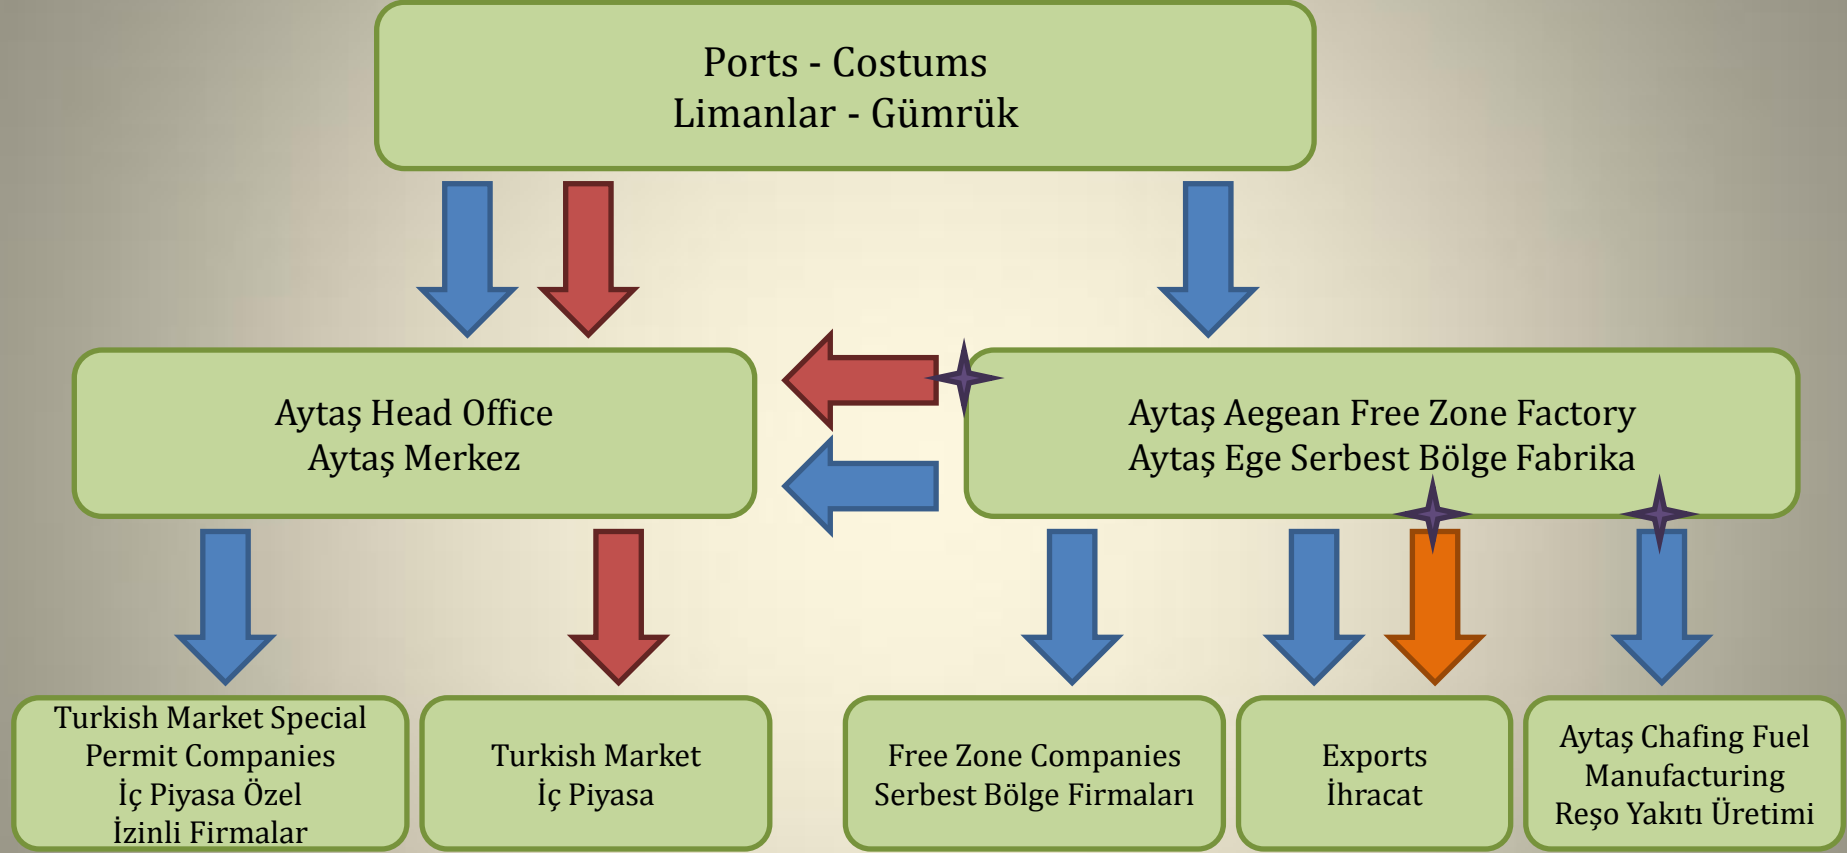 Ports - Costums
Limanlar - Gümrük
Aytaş Head Office
Aytaş Merkez
Aytaş Aegean Free Zone Factory
Aytaş Ege Serbest Bölge Fabrika
Turkish Market Special
Permit Companies
İç Piyasa Özel
İzinli Firmalar
Turkish Market
İç Piyasa
Free Zone Companies
Serbest Bölge Firmaları
Exports
İhracat
Aytaş Chafing Fuel
Manufacturing
Reşo Yakıtı Üretimi